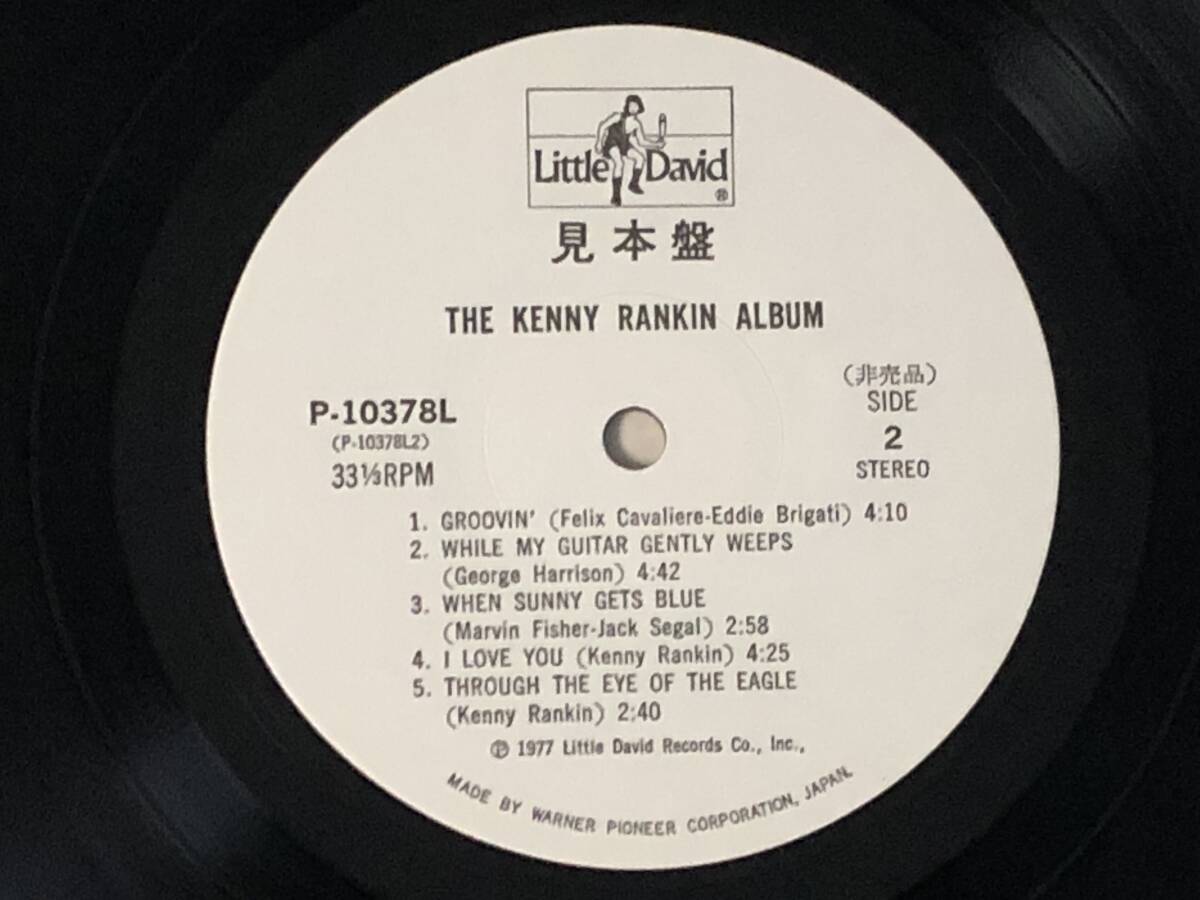 Little David ®
見本盤
THE KENNY RANKIN ALBUM
P-10378L
(P-10378L2)
33⅓RPM
(非売品)
SIDE
2
STEREO
1. GROOVIN' (Felix Cavaliere-Eddie Brigati) 4:10
2. WHILE MY GUITAR GENTLY WEEPS
(George Harrison) 4:42
3. WHEN SUNNY GETS BLUE
(Marvin Fisher-Jack Segal) 2:58
4. I LOVE YOU (Kenny Rankin) 4:25
5. THROUGH THE EYE OF THE EAGLE
(Kenny Rankin) 2:40
℗ 1977 Little David Records Co., Inc.,
MADE BY WARNER PIONEER CORPORATION, JAPAN.